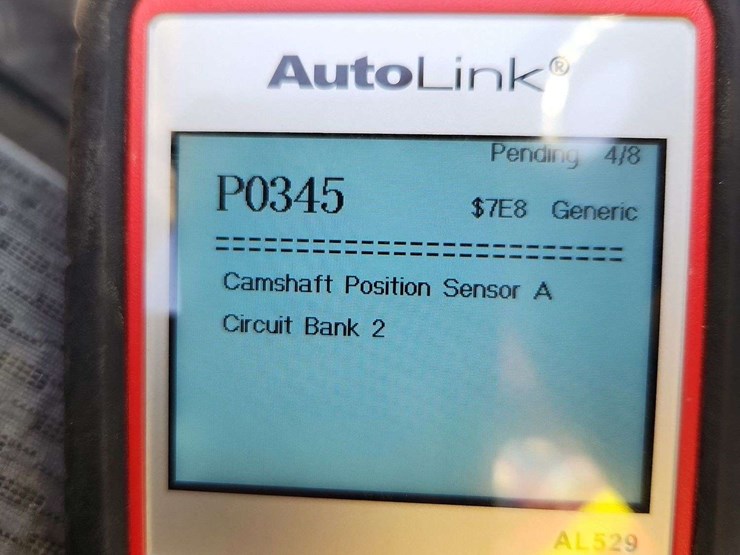 AutoLink®
Pending 4/8
P0345
$7E8 Generic
=============================
Camshaft Position Sensor A
Circuit Bank 2
AL529